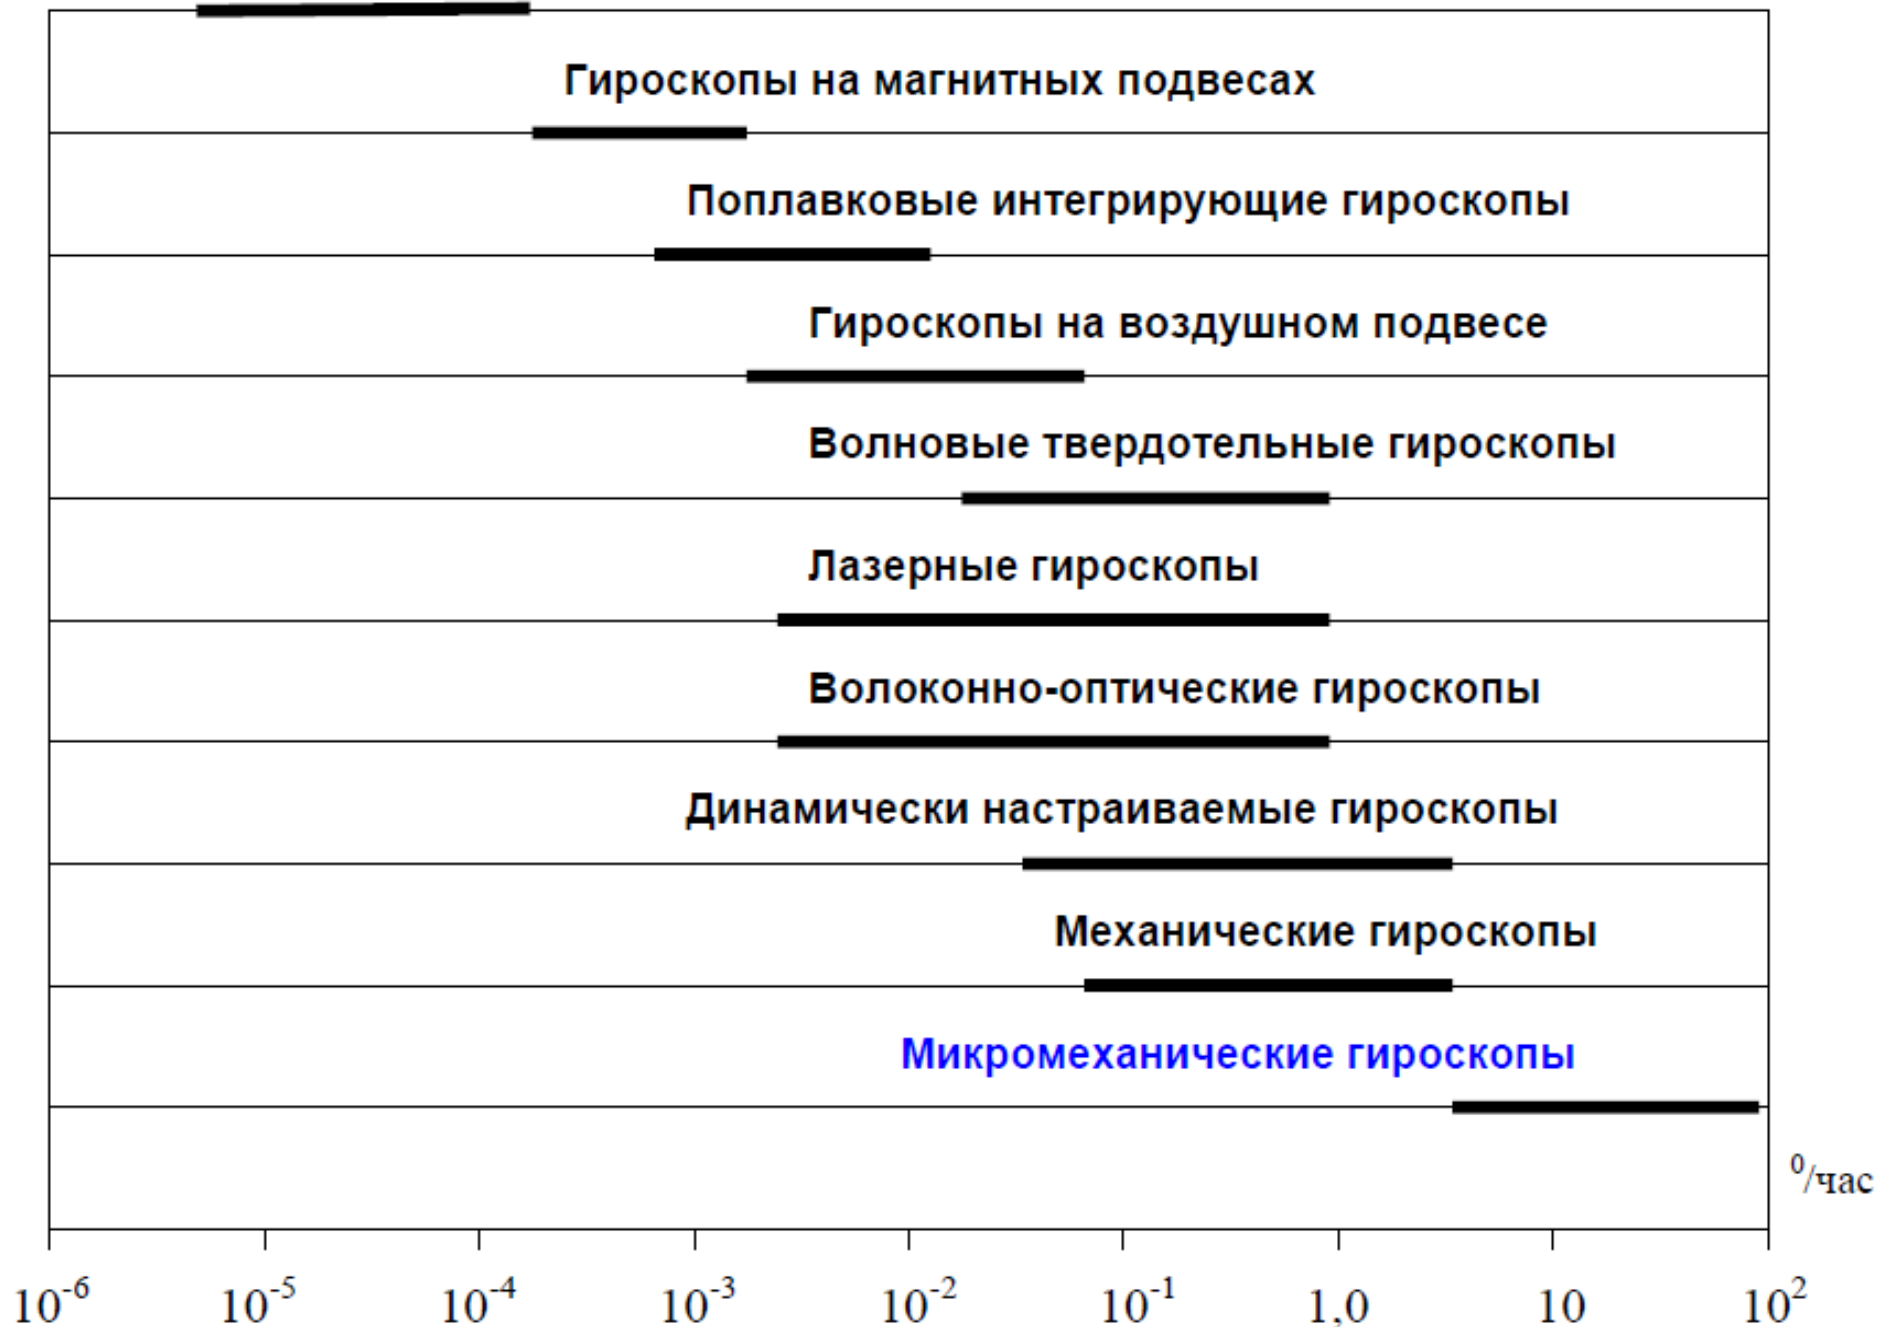 Гироскопы на магнитных подвесах
Поплавковые интегрирующие гироскопы
Гироскопы на воздушном подвесе
Волновые твердотельные гироскопы
Лазерные гироскопы
Волоконно-оптические гироскопы
Динамически настраиваемые гироскопы
Механические гироскопы
Микромеханические гироскопы
⁰/час
10⁻⁶ 10⁻⁵ 10⁻⁴ 10⁻³ 10⁻² 10⁻¹ 1,0 10 10²